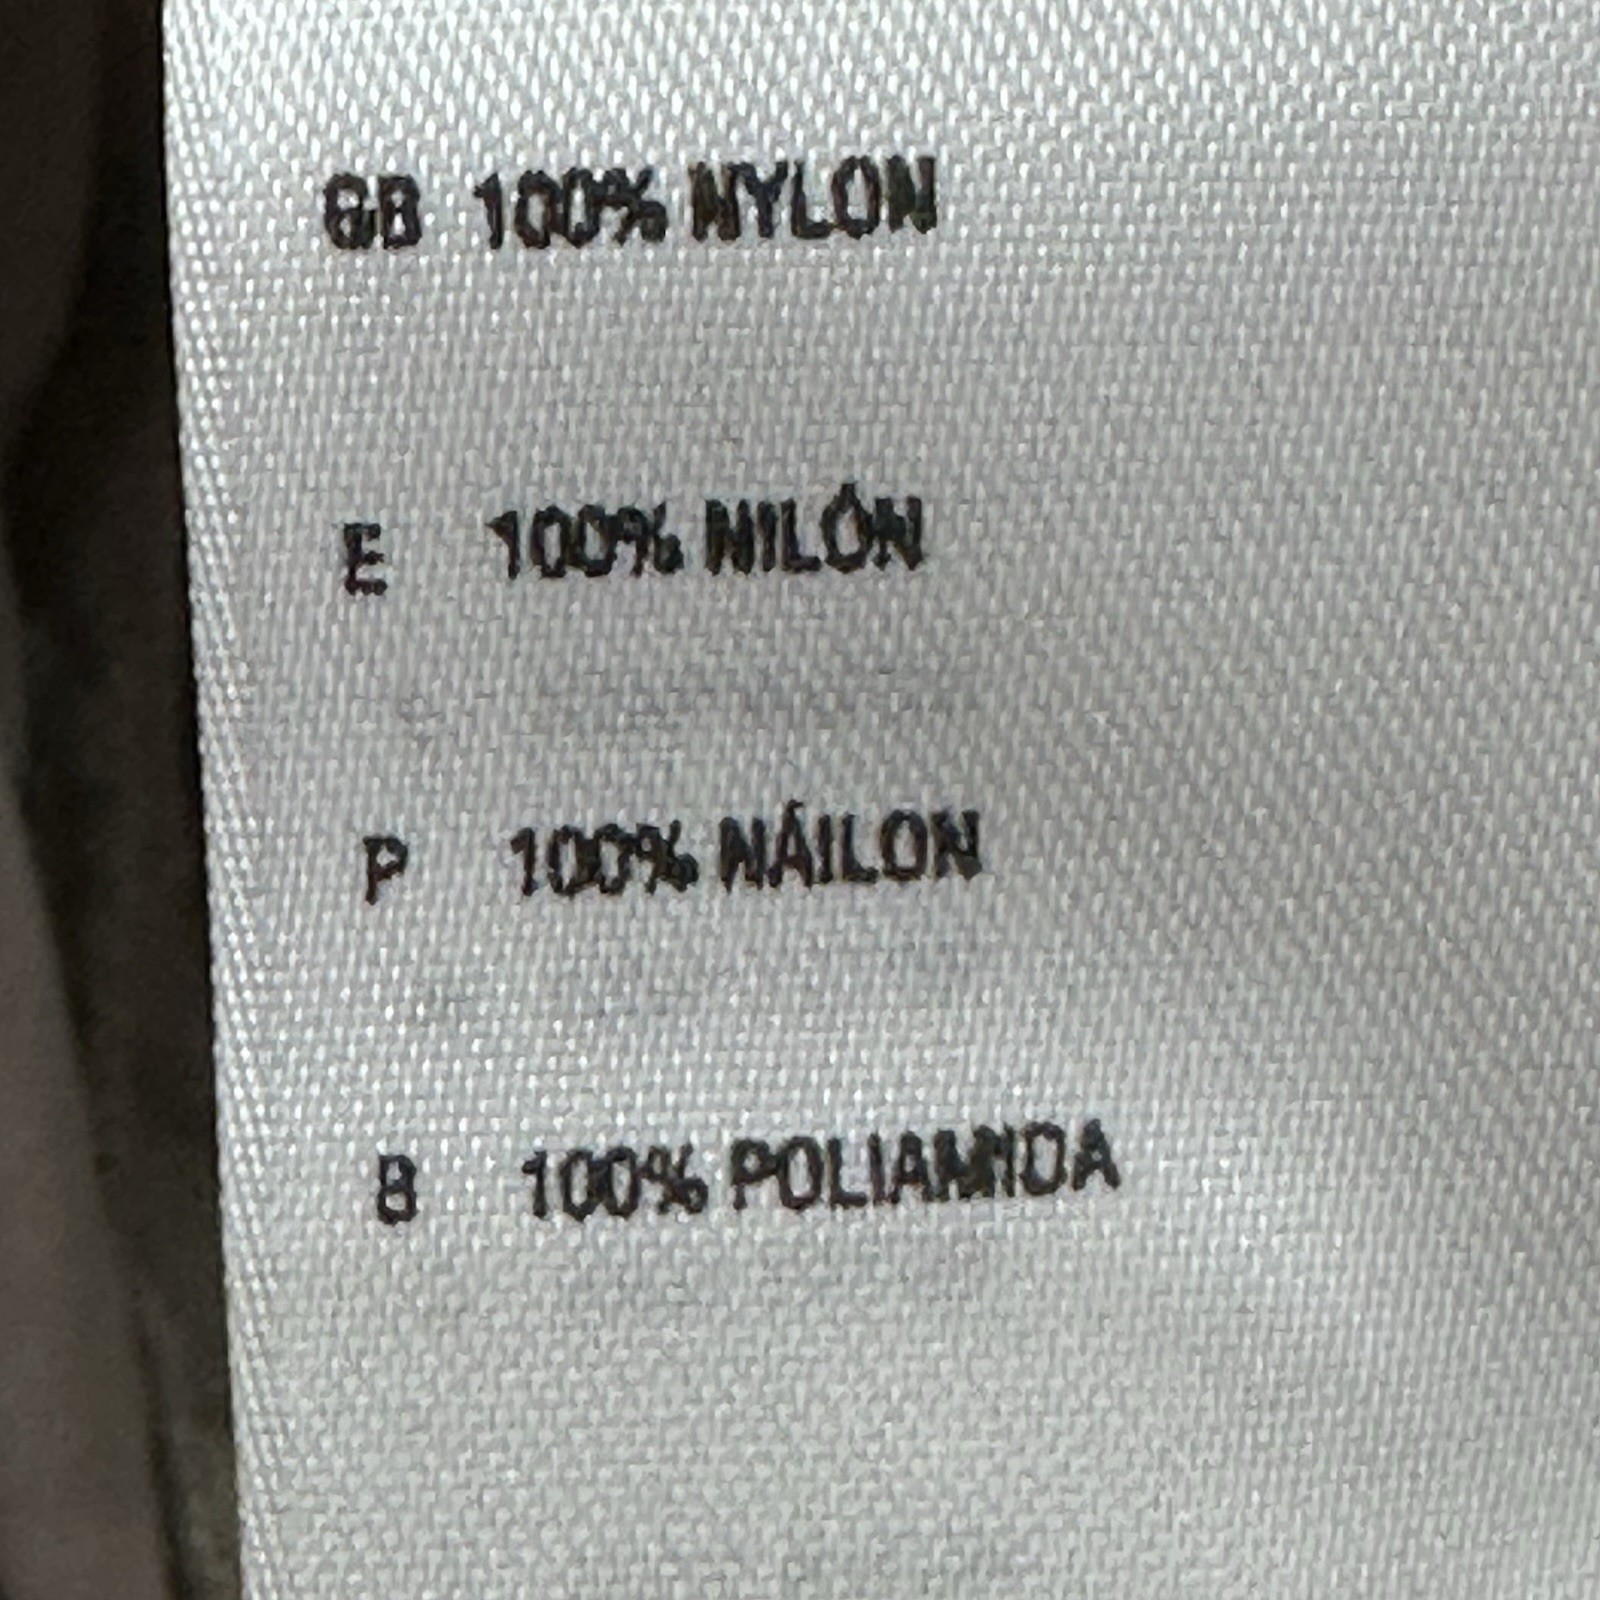 GB 100% NYLON
E 100% NILÓN
P 100% NÁILON
B 100% POLIAMIDA